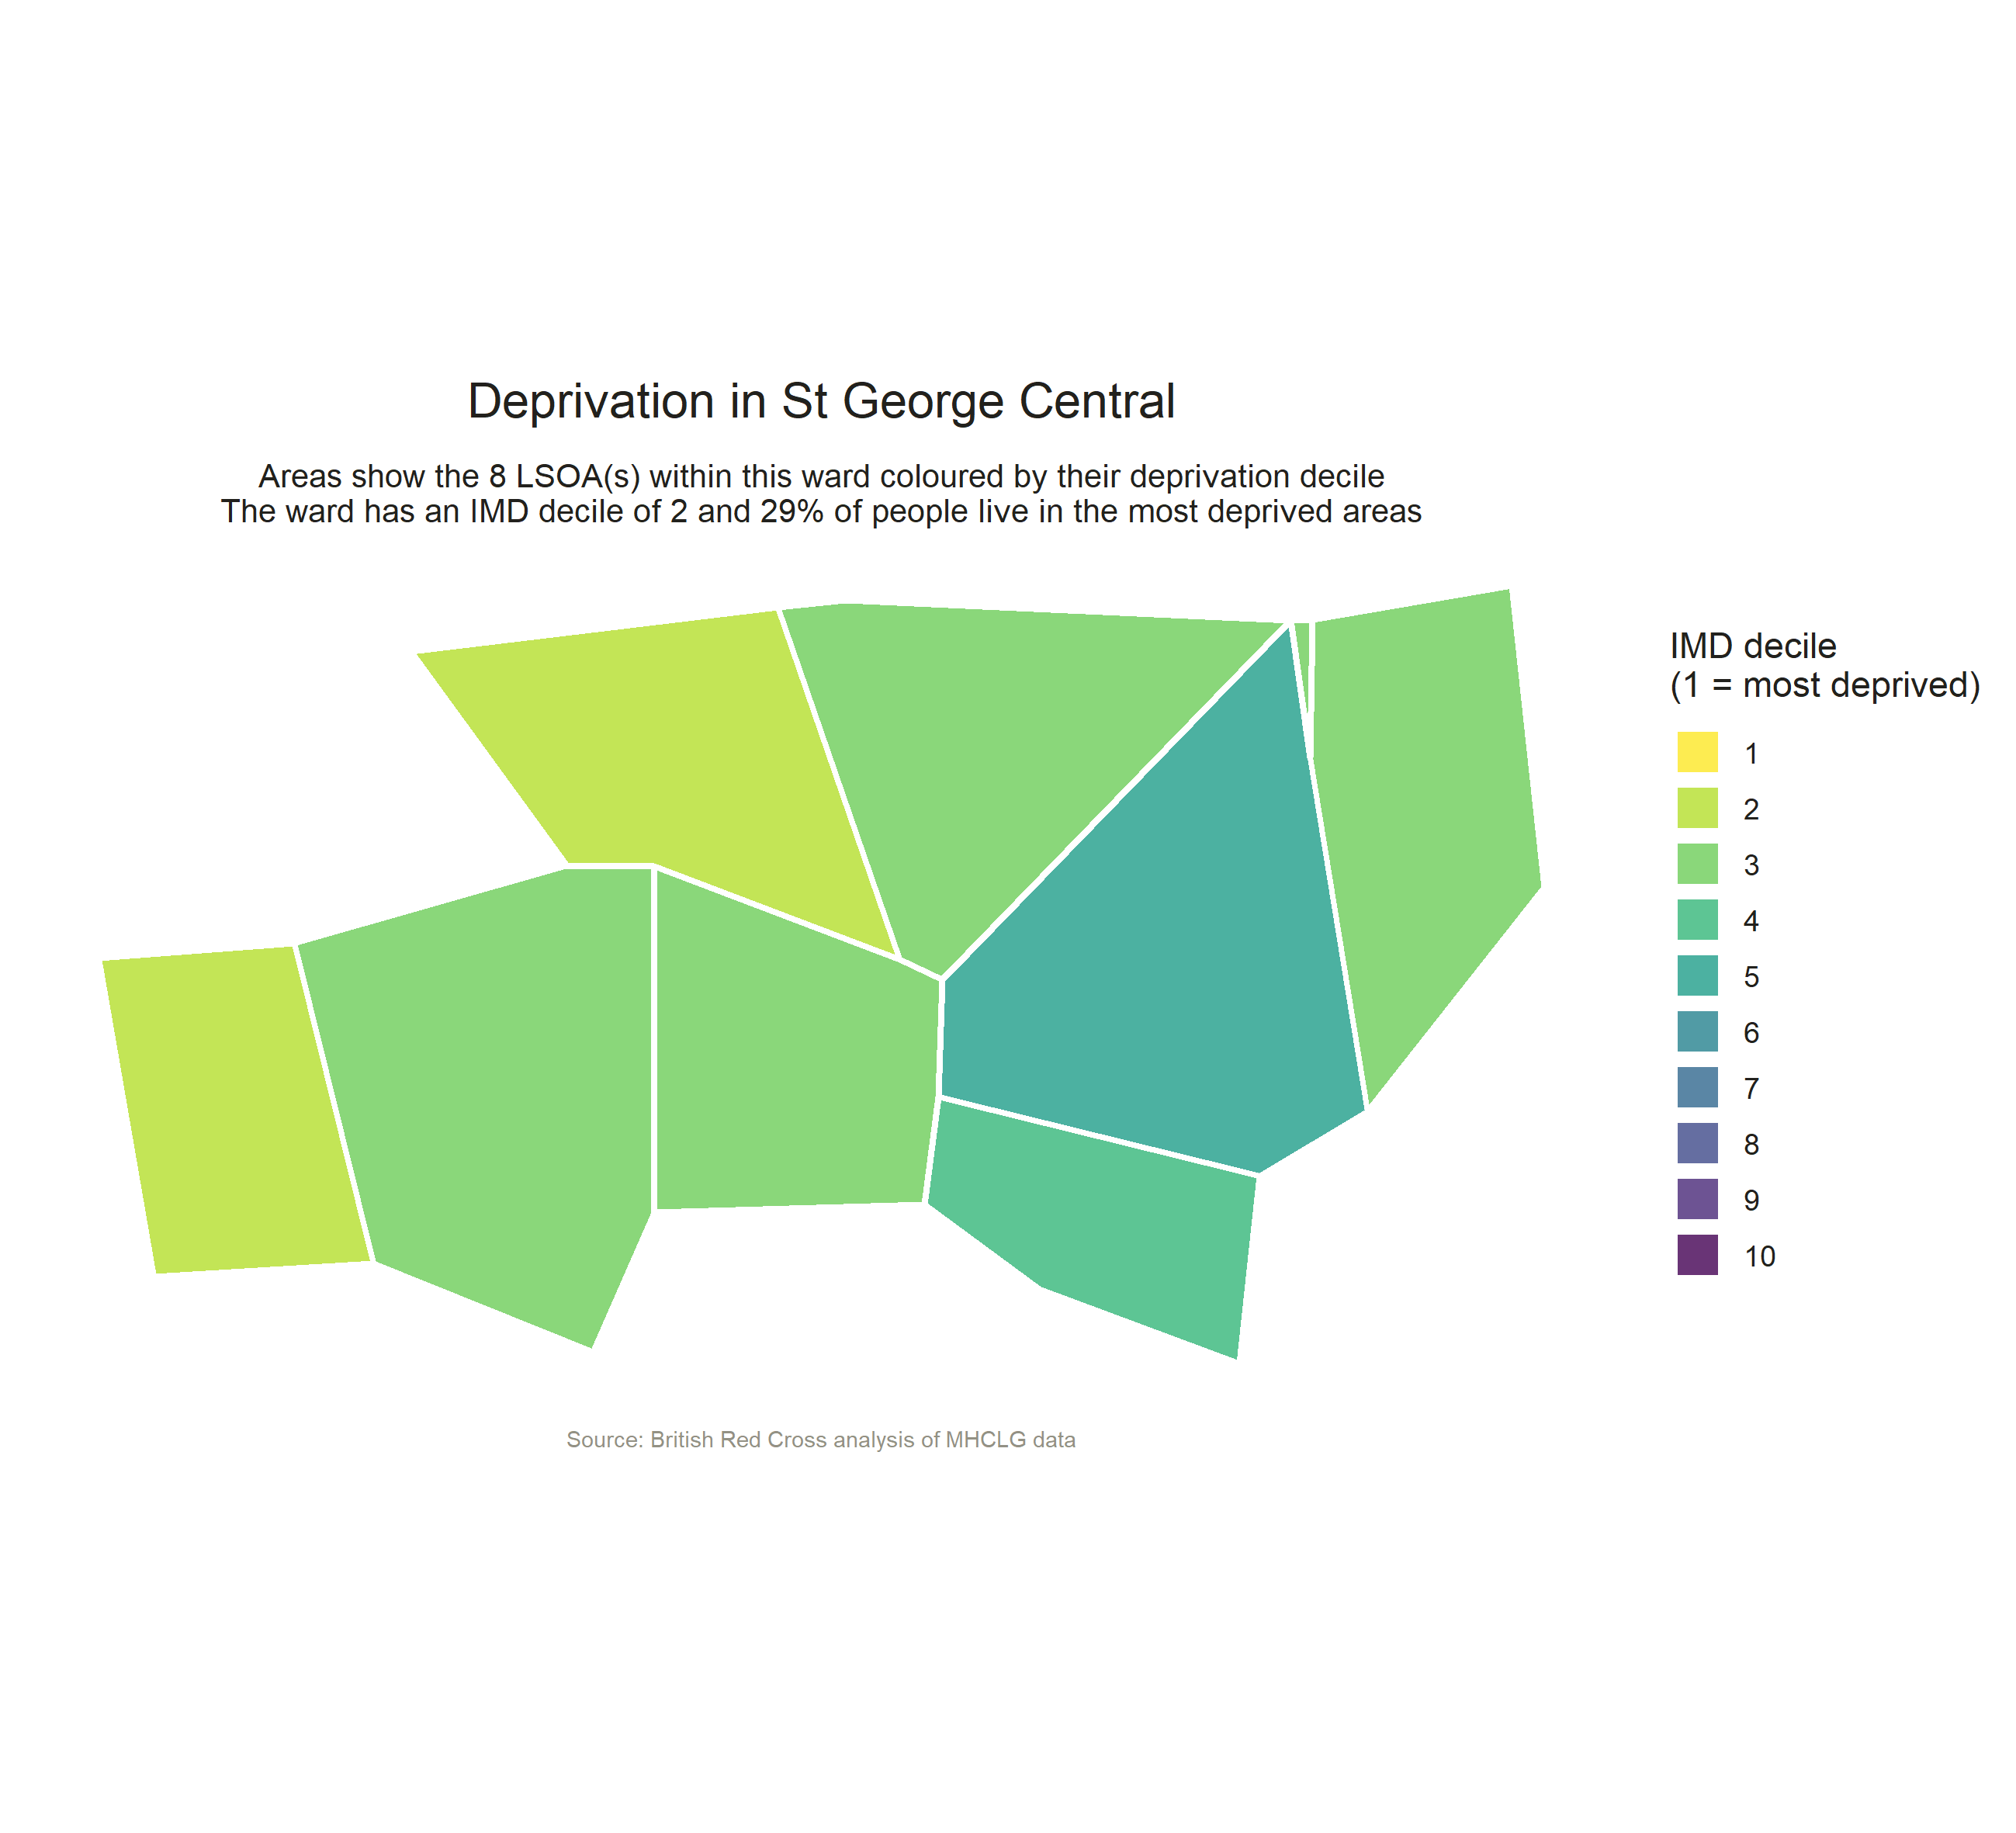 Deprivation in St George Central
Areas show the 8 LSOA(s) within this ward coloured by their deprivation decile
The ward has an IMD decile of 2 and 29% of people live in the most deprived areas
IMD decile
(1 = most deprived)
1
2
3
4
5
6
7
8
9
10
Source: British Red Cross analysis of MHCLG data